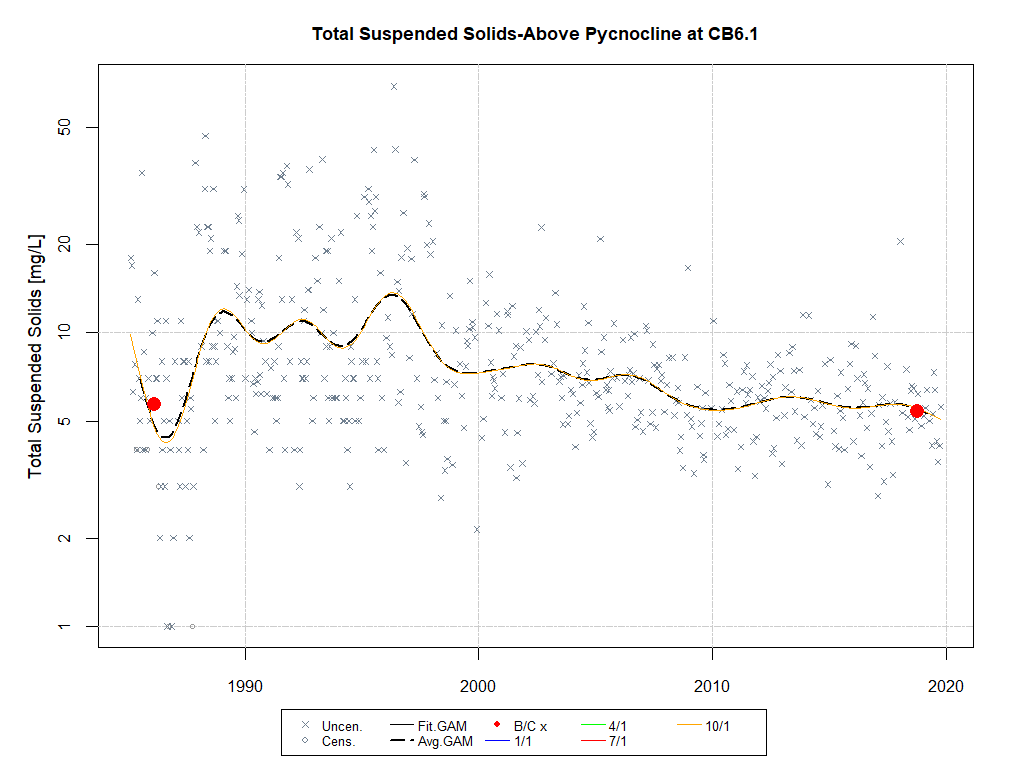 Total Suspended Solids-Above Pycnocline at CB6.1
Total Suspended Solids [mg/L]
50
20
10
5
2
1
1990 2000 2010 2020
Uncen. Fit.GAM B/C x 4/1 10/1
Cens. Avg.GAM 1/1 7/1